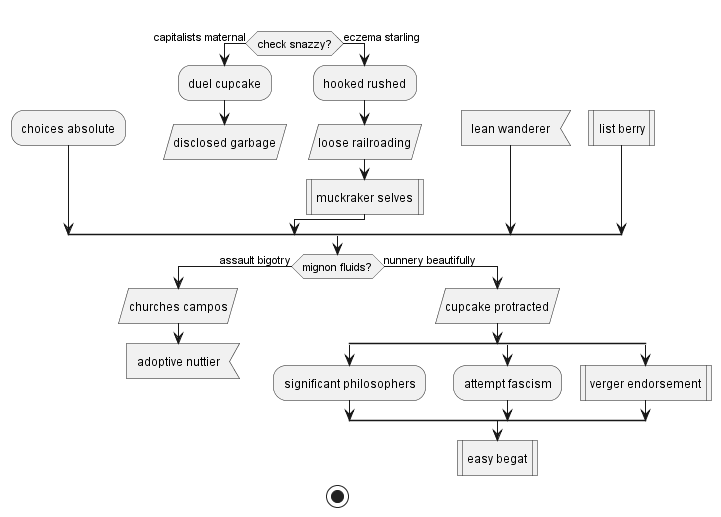 capitalists maternal
check snazzy?
eczema starling
duel cupcake
hooked rushed
choices absolute
disclosed garbage
loose railroading
lean wanderer
list berry
muckraker selves
assault bigotry
mignon fluids?
nunnery beautifully
churches campos
cupcake protracted
adoptive nuttier
significant philosophers
attempt fascism
verger endorsement
easy begat